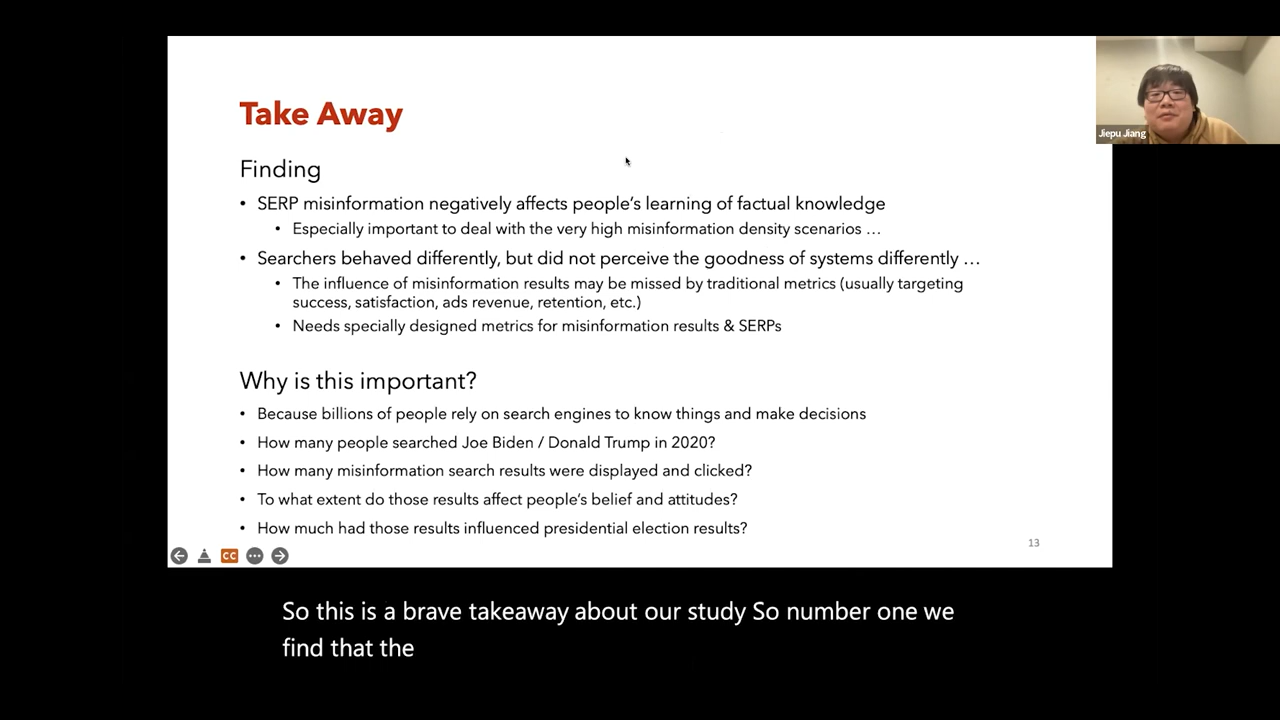 Take Away
Finding
• SERP misinformation negatively affects people’s learning of factual knowledge
• Especially important to deal with the very high misinformation density scenarios …
• Searchers behaved differently, but did not perceive the goodness of systems differently …
• The influence of misinformation results may be missed by traditional metrics (usually targeting
success, satisfaction, ads revenue, retention, etc.)
• Needs specially designed metrics for misinformation results & SERPs
Why is this important?
• Because billions of people rely on search engines to know things and make decisions
• How many people searched Joe Biden / Donald Trump in 2020?
• How many misinformation search results were displayed and clicked?
• To what extent do those results affect people’s belief and attitudes?
• How much had those results influenced presidential election results?
13
CC
Jiepu Jiang
So this is a brave takeaway about our study So number one we
find that the